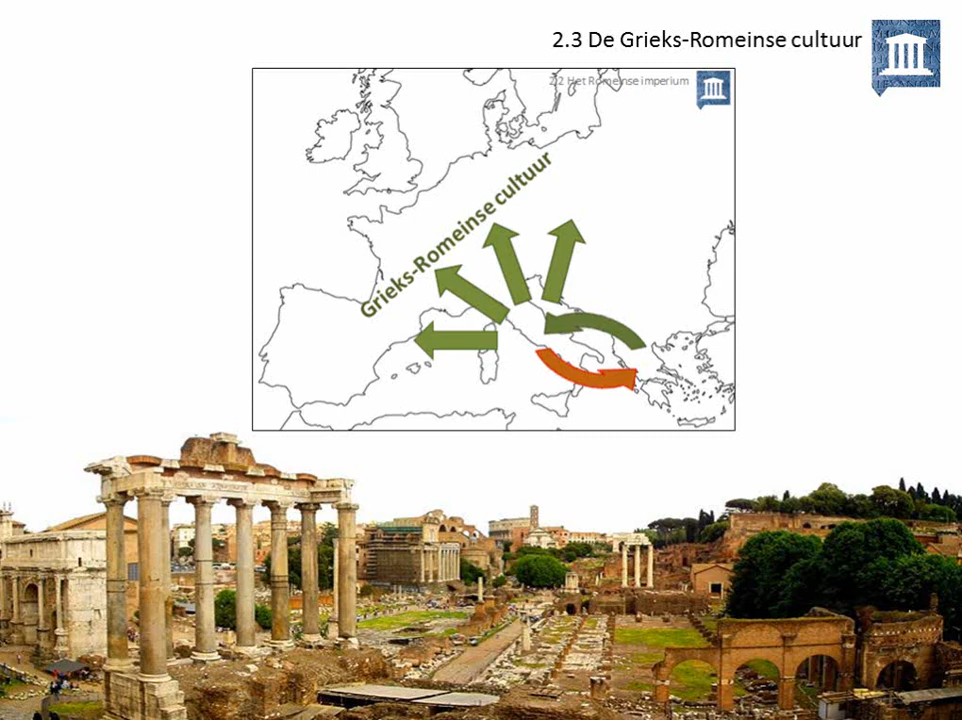 2.3 De Grieks-Romeinse cultuur
2.2 Het Romeinse imperium
Grieks-Romeinse cultuur